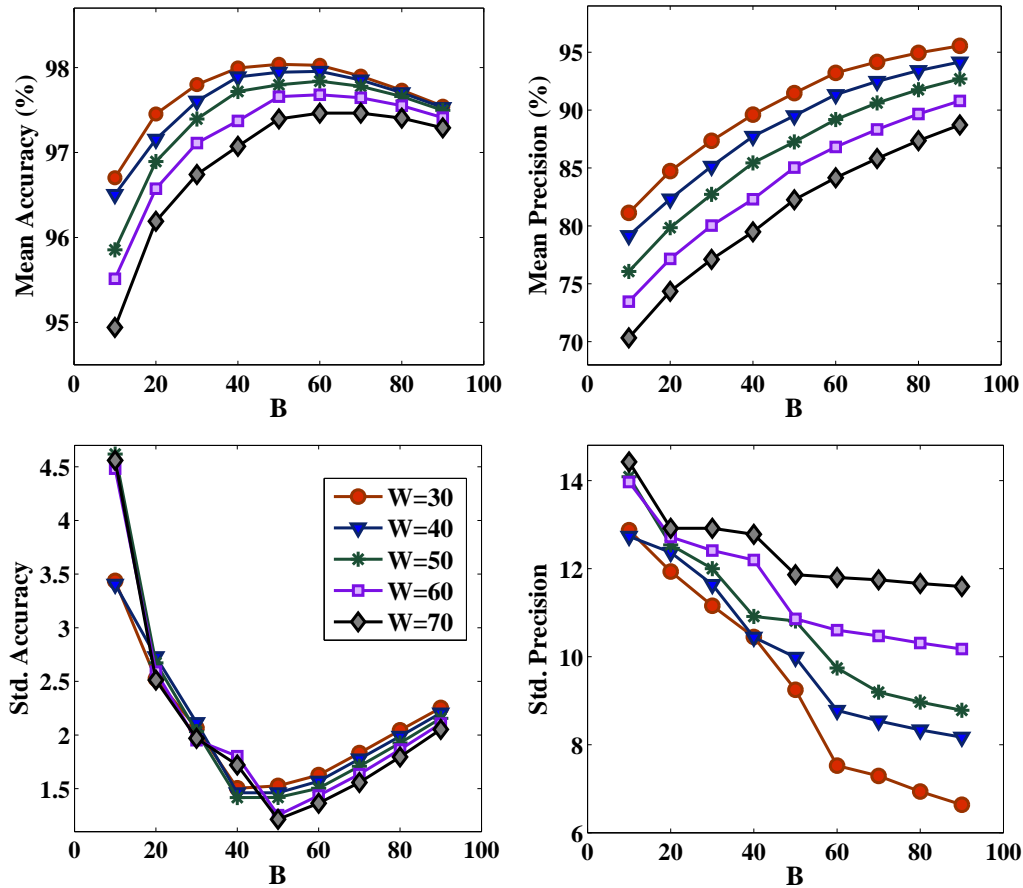 Mean Accuracy (%)
98
97
96
95
0 20 40 60 80 100
B
Mean Precision (%)
95
90
85
80
75
70
0 20 40 60 80 100
B
Std. Accuracy
4.5
4
3.5
3
2.5
2
1.5
0 20 40 60 80 100
B
W=30
W=40
W=50
W=60
W=70
Std. Precision
14
12
10
8
6
0 20 40 60 80 100
B